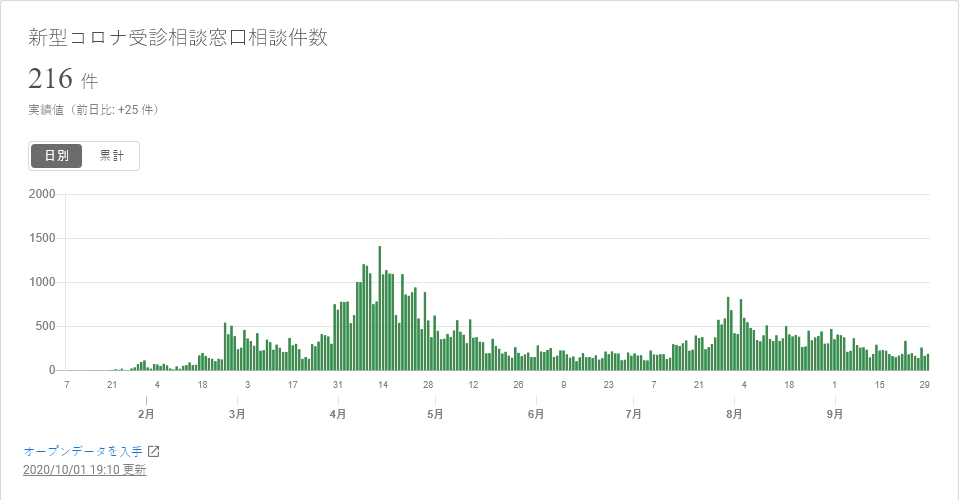 新型コロナ受診相談窓口相談件数
216 件
実績値（前日比: +25 件）
日別 累計
2000
1500
1000
500
0
7 21 4 18 3 17 31 14 28 12 26 9 23 7 21 4 18 1 15 29
2月 3月 4月 5月 6月 7月 8月 9月
オープンデータを入手
2020/10/01 19:10 更新